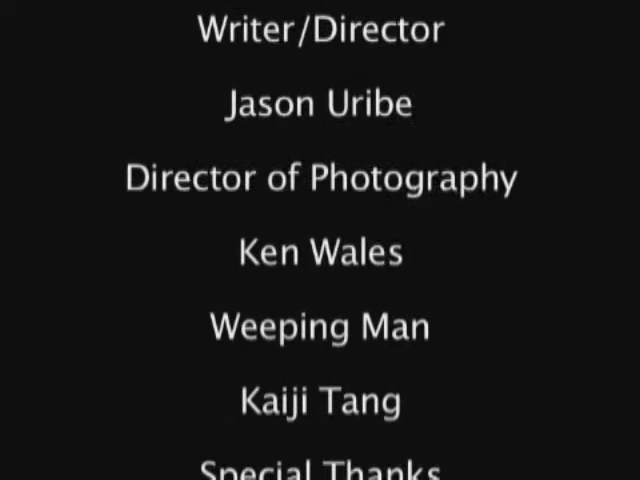 Writer/Director
Jason Uribe
Director of Photography
Ken Wales
Weeping Man
Kaiji Tang
Special Thanks